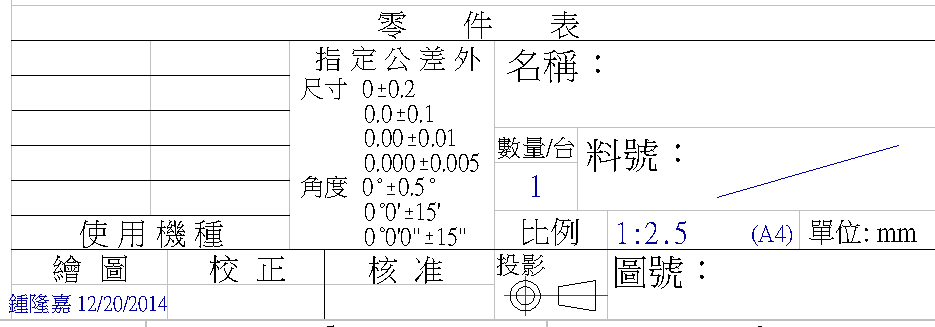 零 件 表
指定公差外
尺寸 0±0.2
0.0±0.1
0.00±0.01
0.000±0.005
角度 0°±0.5°
0°0'±15'
0°0'0"±15"
名稱：
數量/台
1
料號：
使用機種
比例 1:2.5 (A4) 單位: mm
繪圖 校正 核准 投影 圖號：
鍾隆嘉 12/20/2014